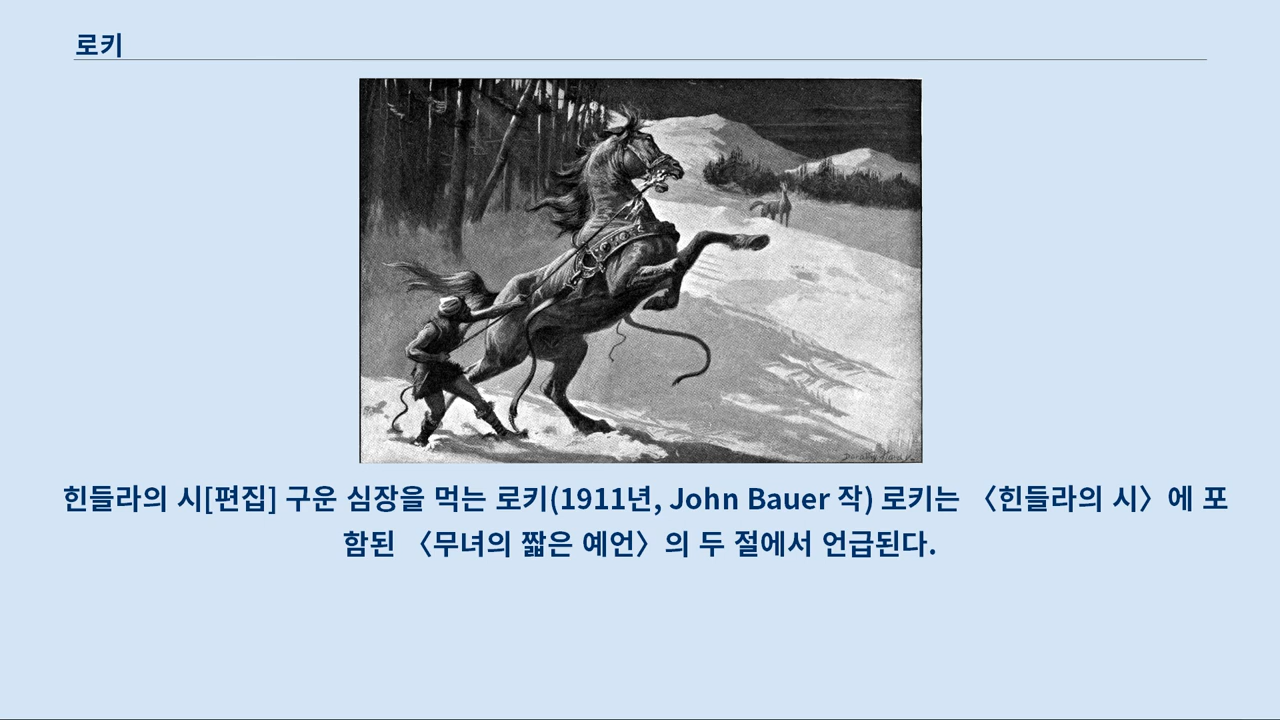 로키
Dorothy Hardy
힌들라의 시[편집] 구운 심장을 먹는 로키(1911년, John Bauer 작) 로키는 〈힌들라의 시〉에 포
함된 〈무녀의 짧은 예언〉의 두 절에서 언급된다.